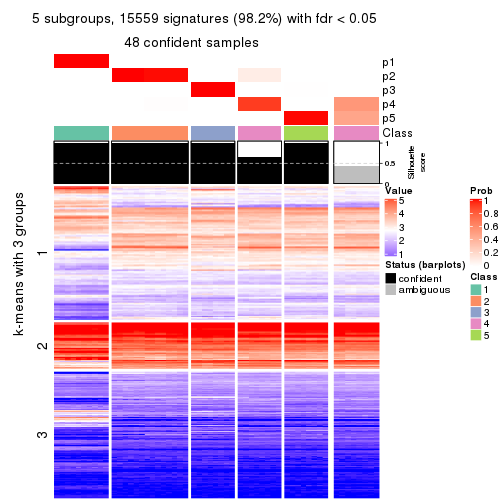 5 subgroups, 15559 signatures (98.2%) with fdr < 0.05
48 confident samples
p1
p2
p3
p4
p5
Class
1
0.5
0
Silhouette
score
k-means with 3 groups
1
2
3
Value
5
4
3
2
1
Status (barplots)
confident
ambiguous
Prob
1
0.8
0.6
0.4
0.2
0
Class
1
2
3
4
5